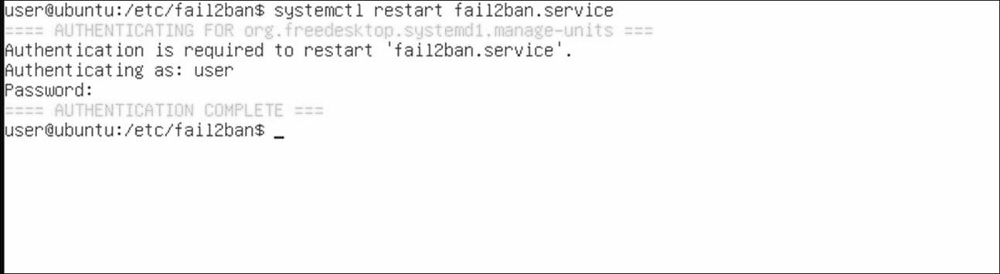 user@ubuntu:/etc/fail2ban$ systemctl restart fail2ban.service
==== AUTHENTICATING FOR org.freedesktop.systemd1.manage-units ===
Authentication is required to restart 'fail2ban.service'.
Authenticating as: user
Password:
==== AUTHENTICATION COMPLETE ===
user@ubuntu:/etc/fail2ban$ _